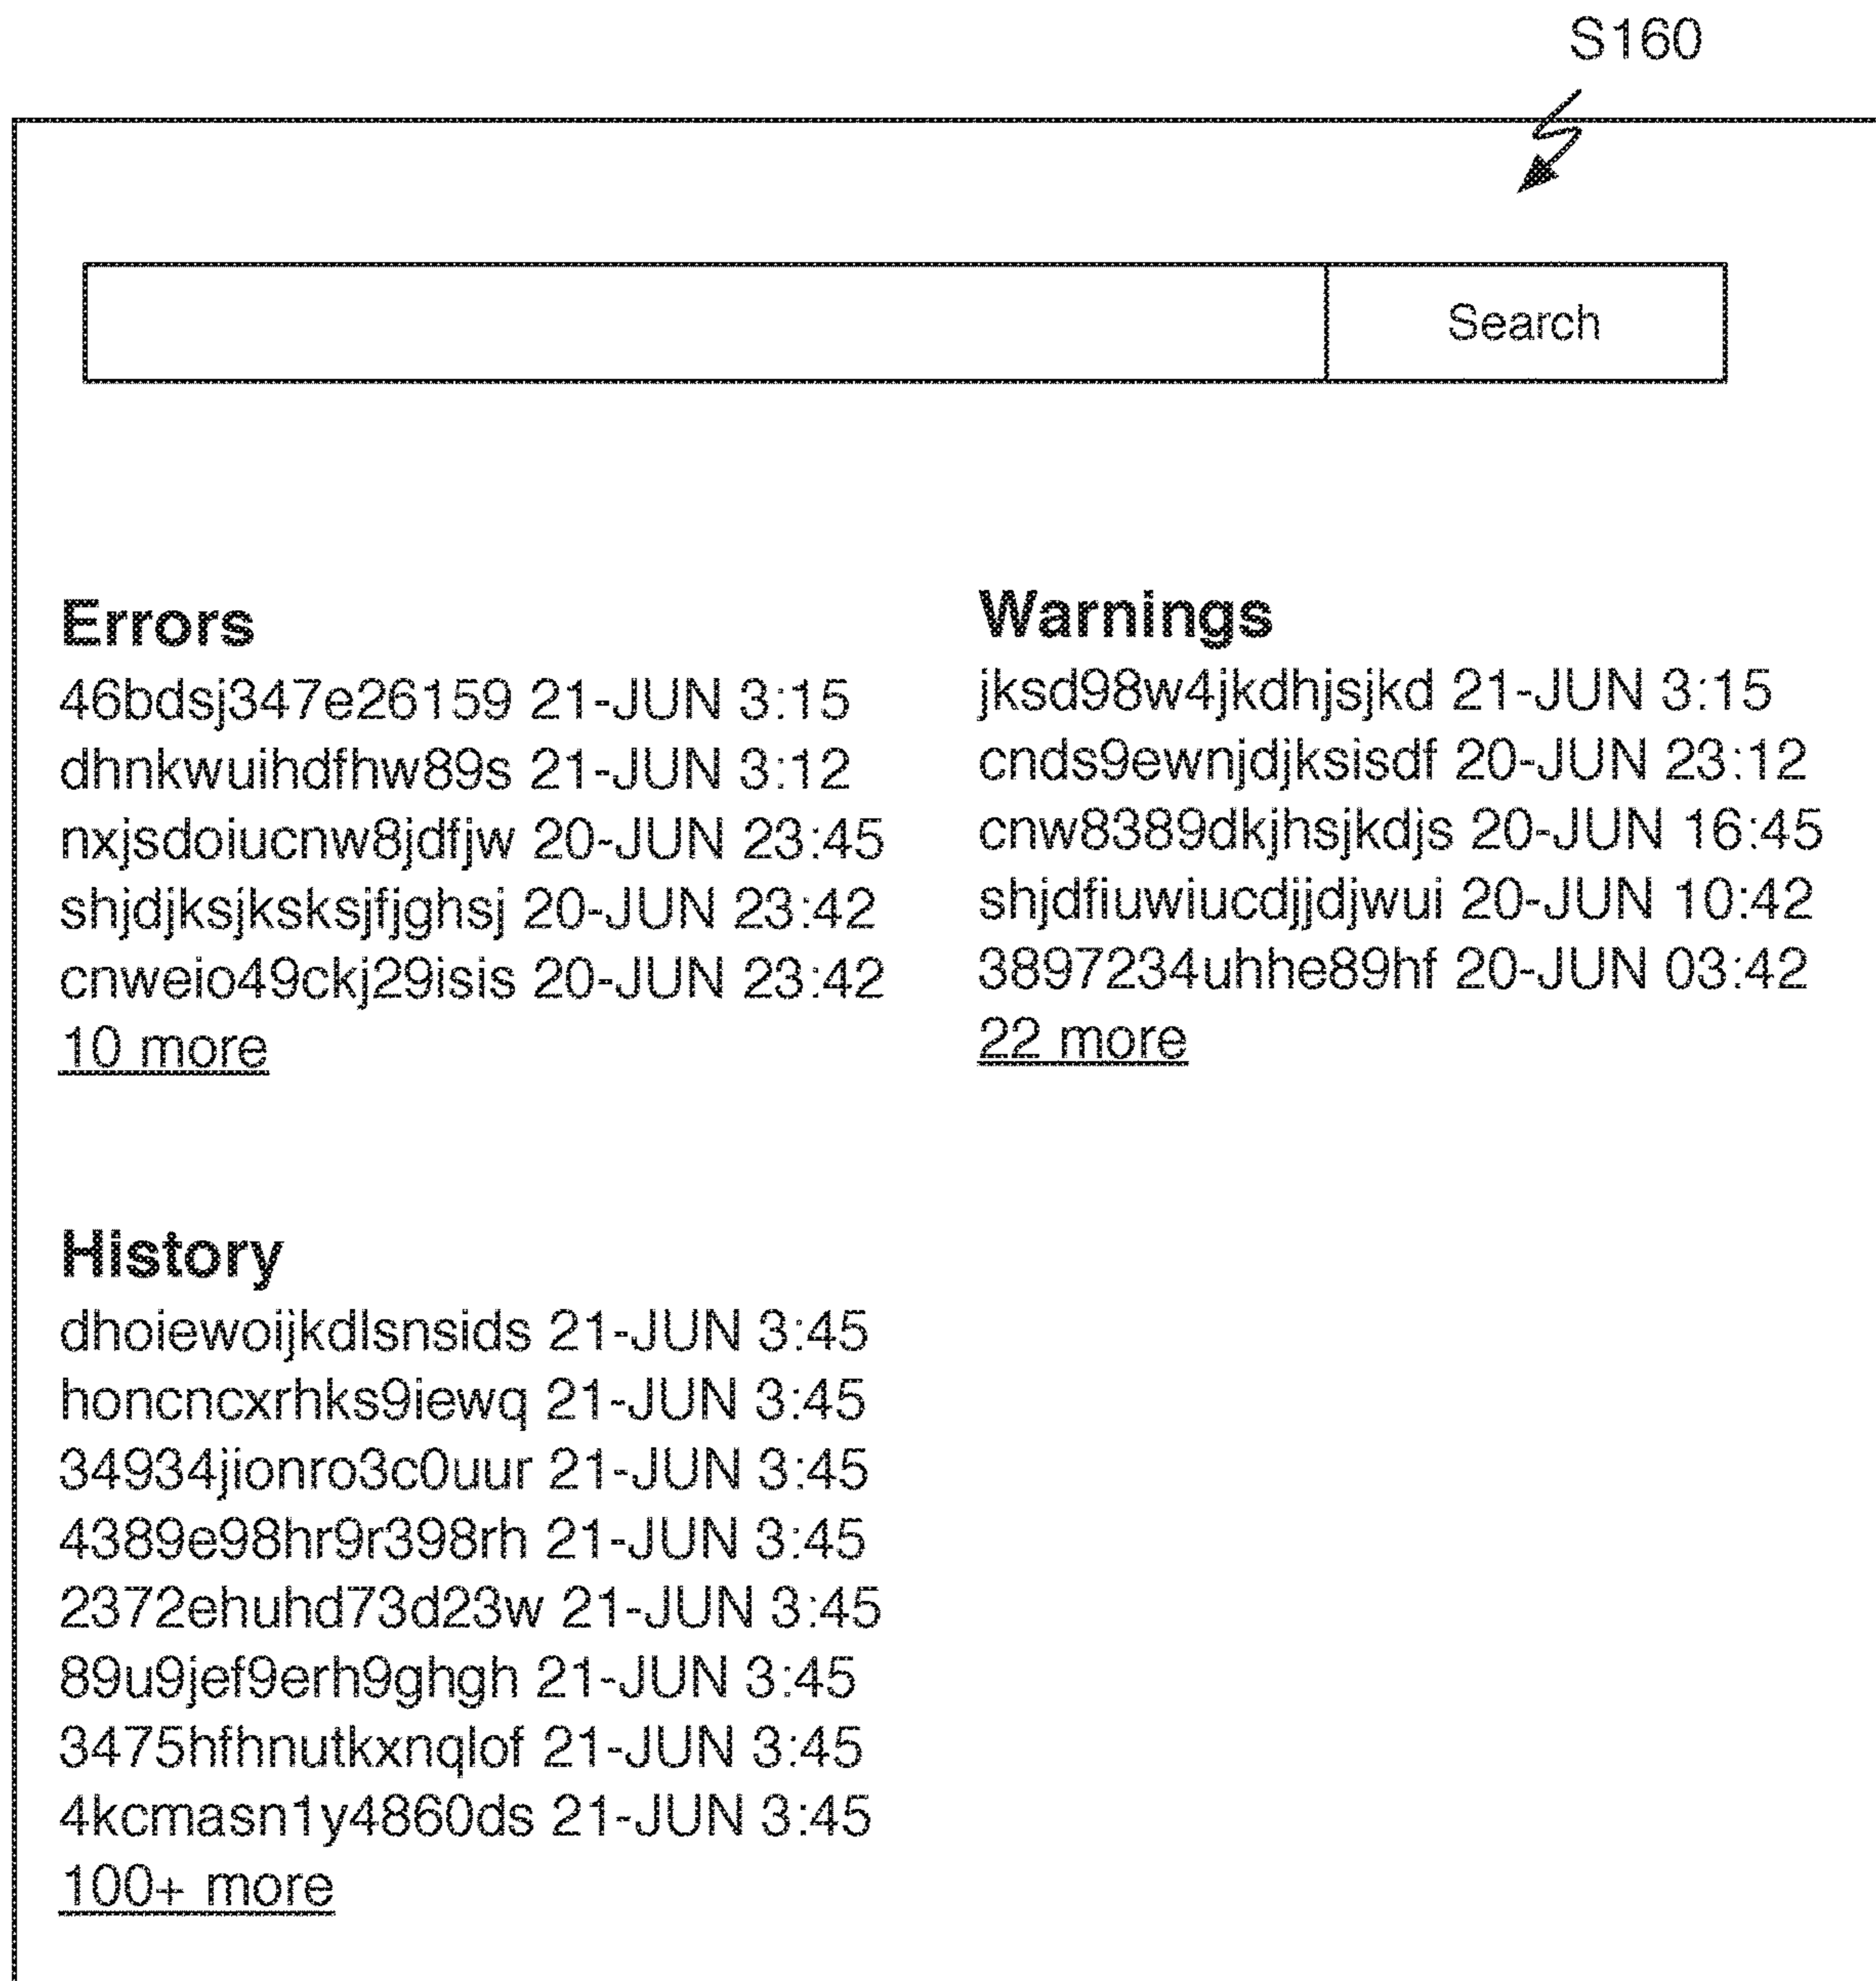 S160
Search
Errors
46bdsj347e26159 21-JUN 3:15
dhnkwuihdfhw89s 21-JUN 3:12
nxjsdoiucnw8jdfjw 20-JUN 23:45
shjdjksjksksjfjghsj 20-JUN 23:42
cnweio49ckj29isis 20-JUN 23:42
10 more
Warnings
jksd98w4jkdhjsjkd 21-JUN 3:15
cnds9ewnjdjksisdf 20-JUN 23:12
cnw8389dkjhsjkdjs 20-JUN 16:45
shjdfiuwiucdjjdjwui 20-JUN 10:42
3897234uhhe89hf 20-JUN 03:42
22 more
History
dhoiewoijkdlsnsids 21-JUN 3:45
honcncxrhks9iewq 21-JUN 3:45
34934jionro3c0uur 21-JUN 3:45
4389e98hr9r398rh 21-JUN 3:45
2372ehuhd73d23w 21-JUN 3:45
89u9jef9erh9ghgh 21-JUN 3:45
3475hfhnutkxnqlof 21-JUN 3:45
4kcmasn1y4860ds 21-JUN 3:45
100+ more